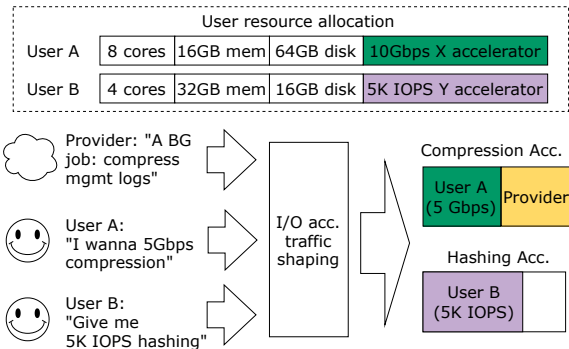 User resource allocation
User A 8 cores 16GB mem 64GB disk 10Gbps X accelerator
User B 4 cores 32GB mem 16GB disk 5K IOPS Y accelerator
Provider: "A BG
job: compress
mgmt logs"
User A:
"I wanna 5Gbps
compression"
User B:
"Give me
5K IOPS hashing"
I/O acc.
traffic
shaping
Compression Acc.
User A
(5 Gbps)
Provider
Hashing Acc.
User B
(5K IOPS)